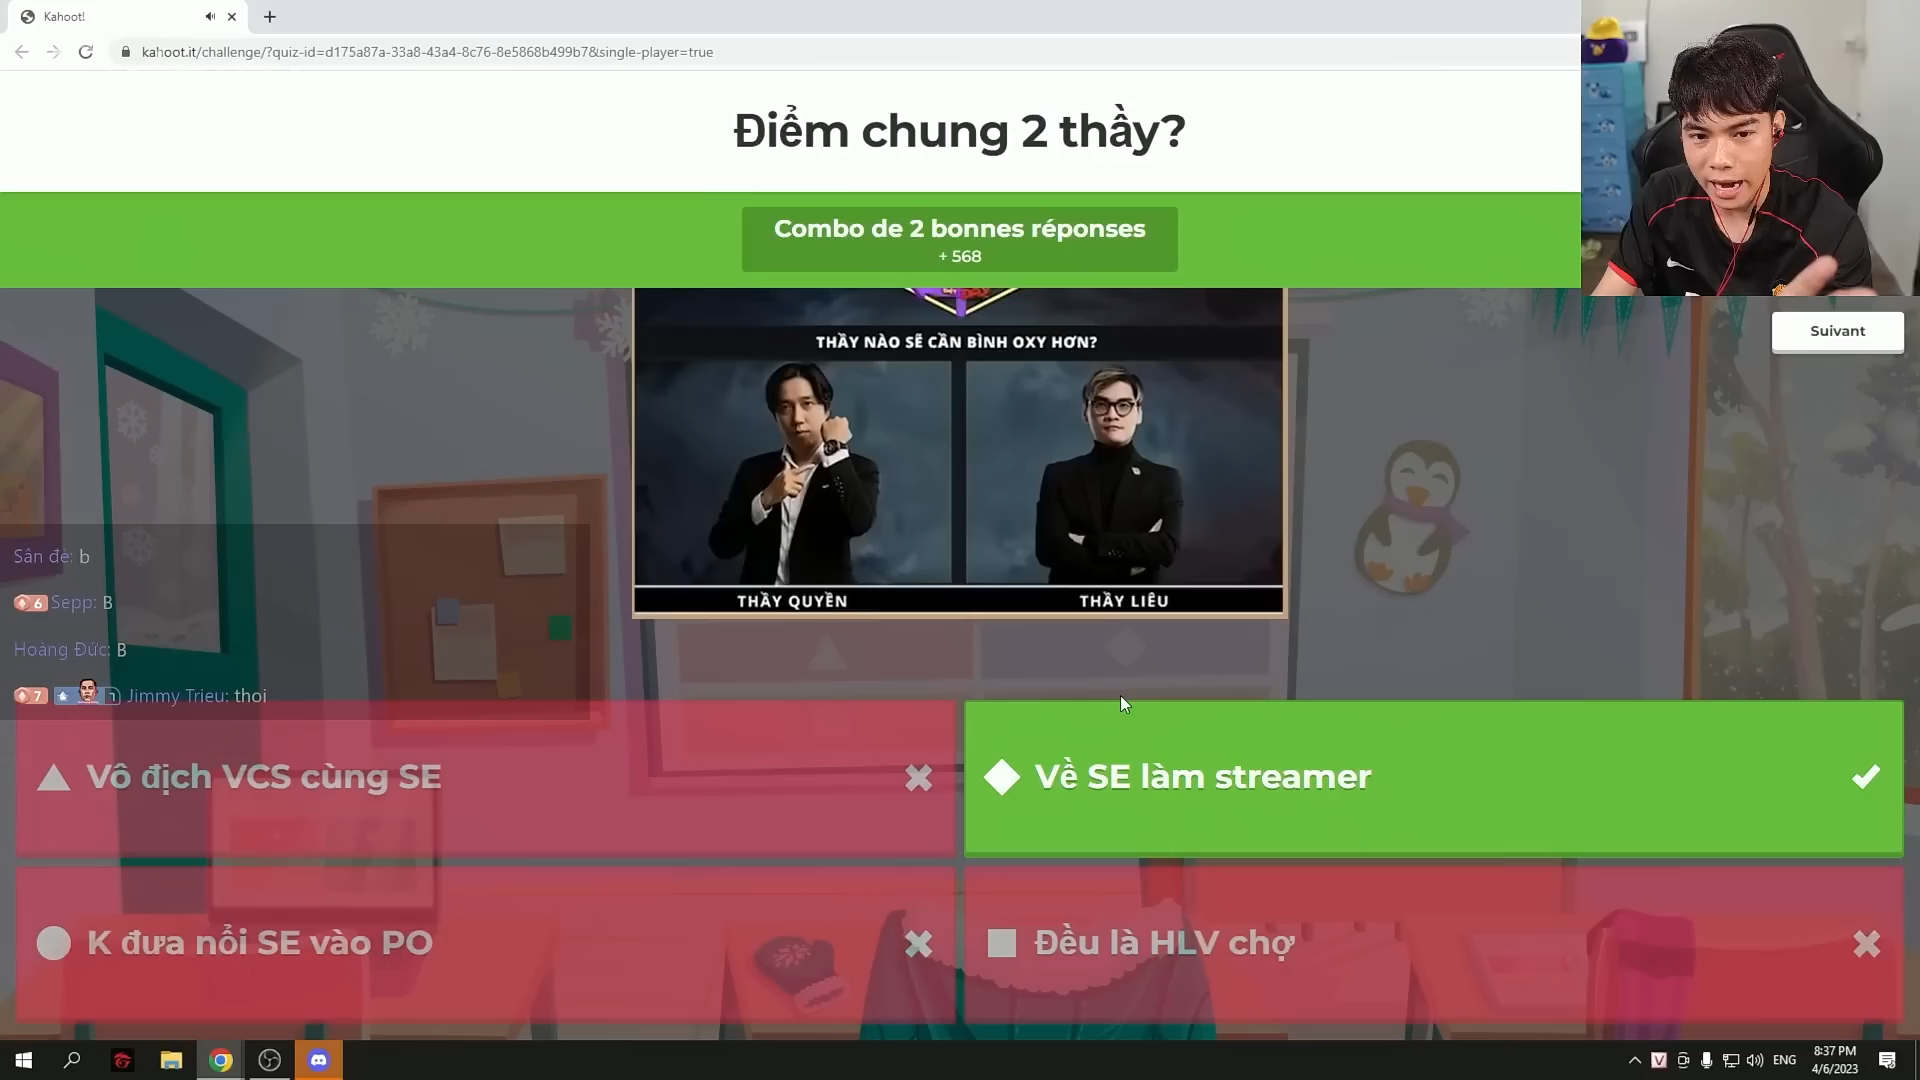 Kahoot!
kahoot.it/challenge/?quiz-id=d175a87a-33a8-43a4-8c76-8e5868b499b7&single-player=true
Điểm chung 2 thầy?
Combo de 2 bonnes réponses
+ 568
Suivant
THẦY NÀO SẼ CẦN BÌNH OXY HƠN?
THẦY QUYỀN
THẦY LIÊU
Sân đẻ: b
6 Sepp: B
Hoàng Đức: B
7 1 Jimmy Trieu: thoi
Vô địch VCS cùng SE
Về SE làm streamer
K đưa nổi SE vào PO
Đều là HLV chợ
V
ENG
8:37 PM
4/6/2023